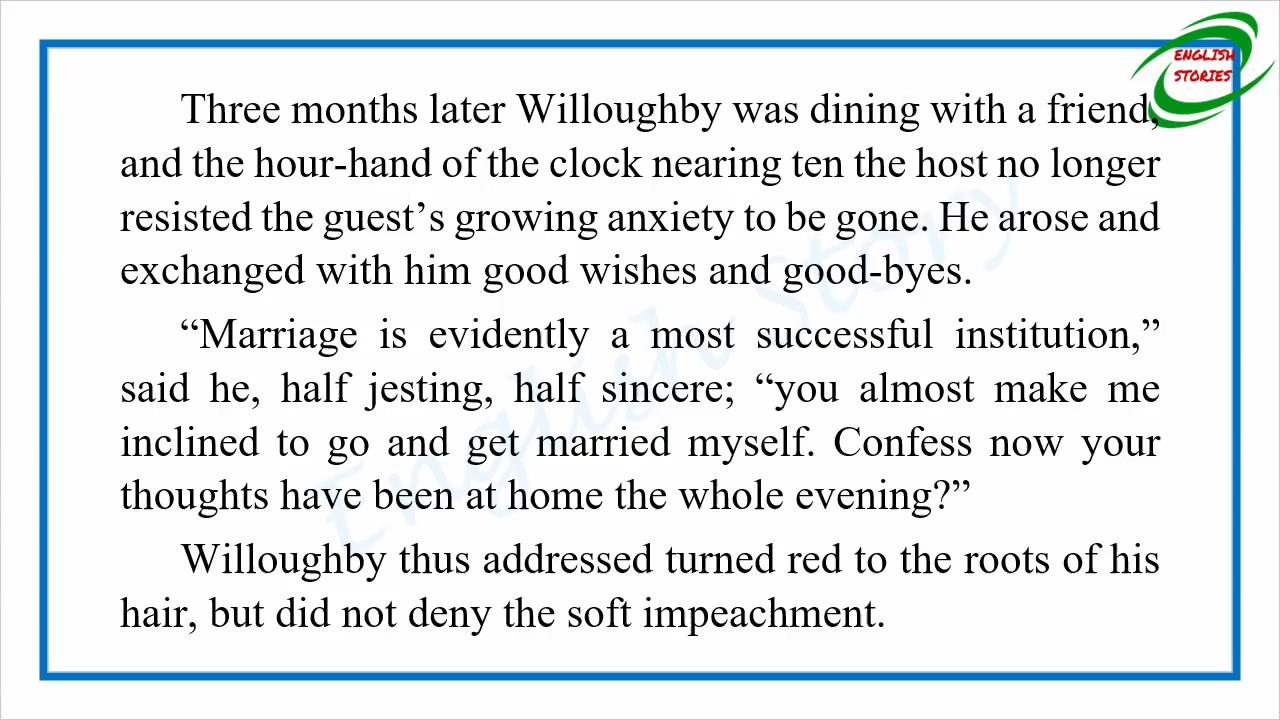 ENGLISH
STORIES
Three months later Willoughby was dining with a friend,
and the hour-hand of the clock nearing ten the host no longer
resisted the guest’s growing anxiety to be gone. He arose and
exchanged with him good wishes and good-byes.
“Marriage is evidently a most successful institution,”
said he, half jesting, half sincere; “you almost make me
inclined to go and get married myself. Confess now your
thoughts have been at home the whole evening?”
Willoughby thus addressed turned red to the roots of his
hair, but did not deny the soft impeachment.
English Story